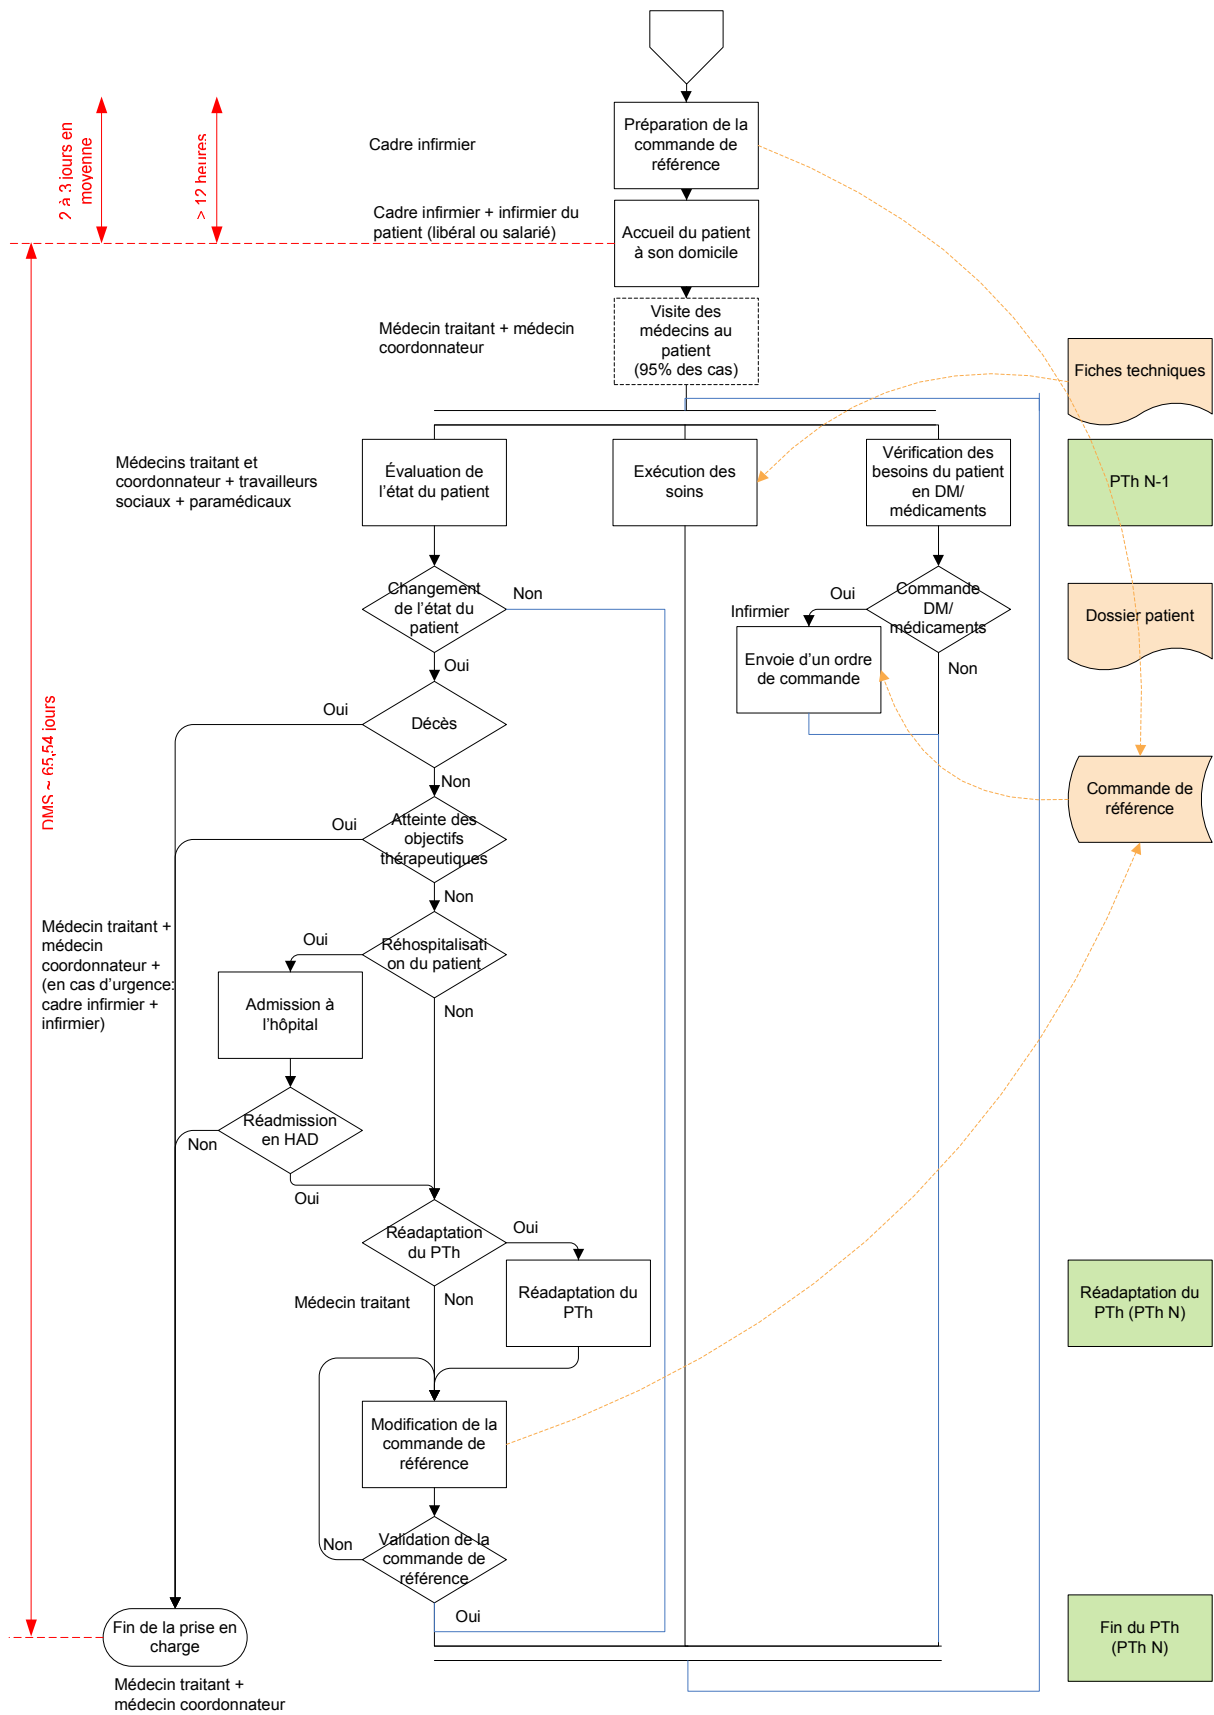 Préparation de la
commande de
référence
Cadre infirmier
2 à 3 jours en
moyenne
> 12 heures
Cadre infirmier + infirmier du
patient (libéral ou salarié)
Accueil du patient
à son domicile
Visite des
médecins au
patient
(95% des cas)
Médecin traitant + médecin
coordonnateur
Fiches techniques
Médecins traitant et
coordonnateur + travailleurs
sociaux + paramédicaux
Évaluation de
l'état du patient
Exécution des
soins
Vérification des
besoins du patient
en DM/
médicaments
PTh N-1
Changement
de l'état du
patient
Non
Oui
Infirmier
Oui
Commande
DM/
médicaments
Non
Dossier patient
Envoie d'un ordre
de commande
Oui
Décès
Non
DMS ~ 65,54 jours
Commande de
référence
Oui
Atteinte des
objectifs
thérapeutiques
Non
Médecin traitant +
médecin
coordonnateur +
(en cas d'urgence:
cadre infirmier +
infirmier)
Oui
Réhospitalisati
on du patient
Non
Admission à
l'hôpital
Réadmission
en HAD
Non
Oui
Réadaptation
du PTh
Oui
Non
Médecin traitant
Réadaptation du
PTh
Réadaptation du
PTh (PTh N)
Modification de la
commande de
référence
Non
Validation de la
commande de
référence
Oui
Fin de la prise en
charge
Fin du PTh
(PTh N)
Médecin traitant +
médecin coordonnateur